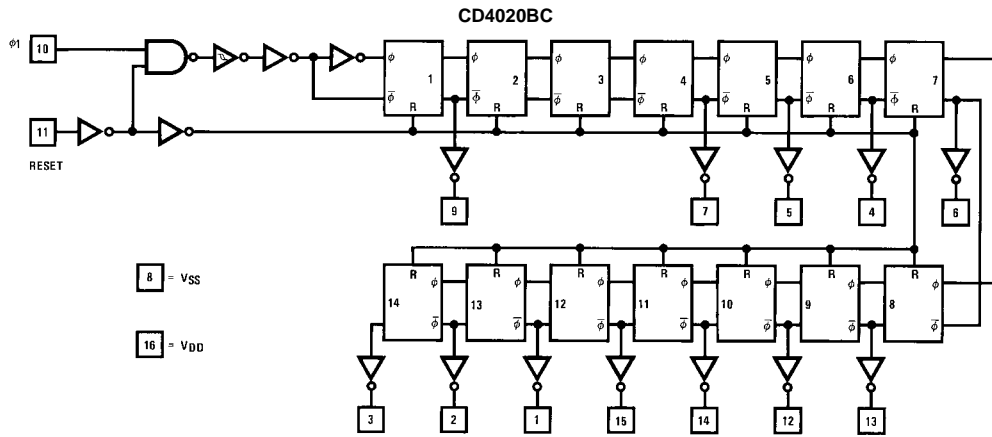 CD4020BC
ϕ1 10
ϕ ϕ ϕ ϕ ϕ ϕ ϕ
1 2 3 4 5 6 7
ϕ̅ ϕ̅ ϕ̅ ϕ̅ ϕ̅ ϕ̅ ϕ̅
R R R R R R R
11
RESET
9 7 5 4 6
R R R R R R R
8 = VSS
ϕ ϕ ϕ ϕ ϕ ϕ ϕ
14 13 12 11 10 9 8
ϕ̅ ϕ̅ ϕ̅ ϕ̅ ϕ̅ ϕ̅ ϕ̅
16 = VDD
3 2 1 15 14 12 13